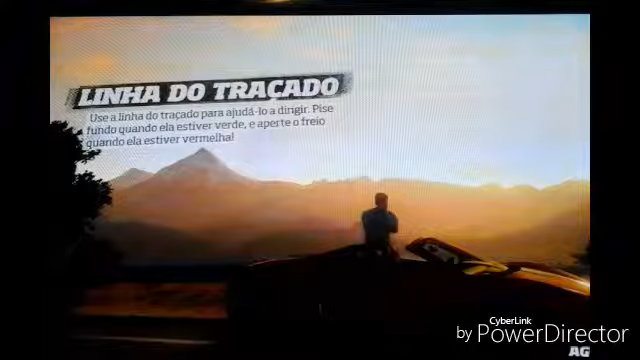 LINHA DO TRAÇADO
Use a linha do traçado para ajudá-lo a dirigir. Pise
fundo quando ela estiver verde, e aperte o freio
quando ela estiver vermelha!
CyberLink
by PowerDirector
AG